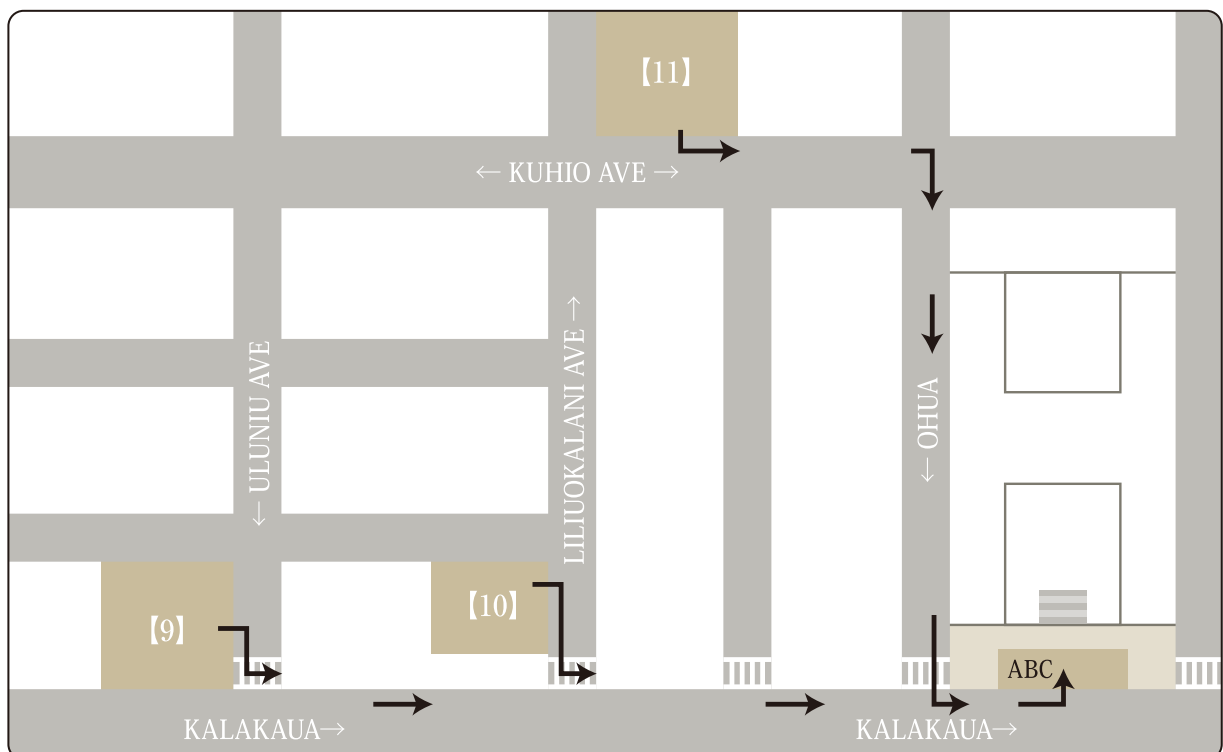 【11】
← KUHIO AVE →
← ULUNIU AVE
LILIUOKALANI AVE →
← OHUA
【9】
【10】
ABC
KALAKAUA→
KALAKAUA→